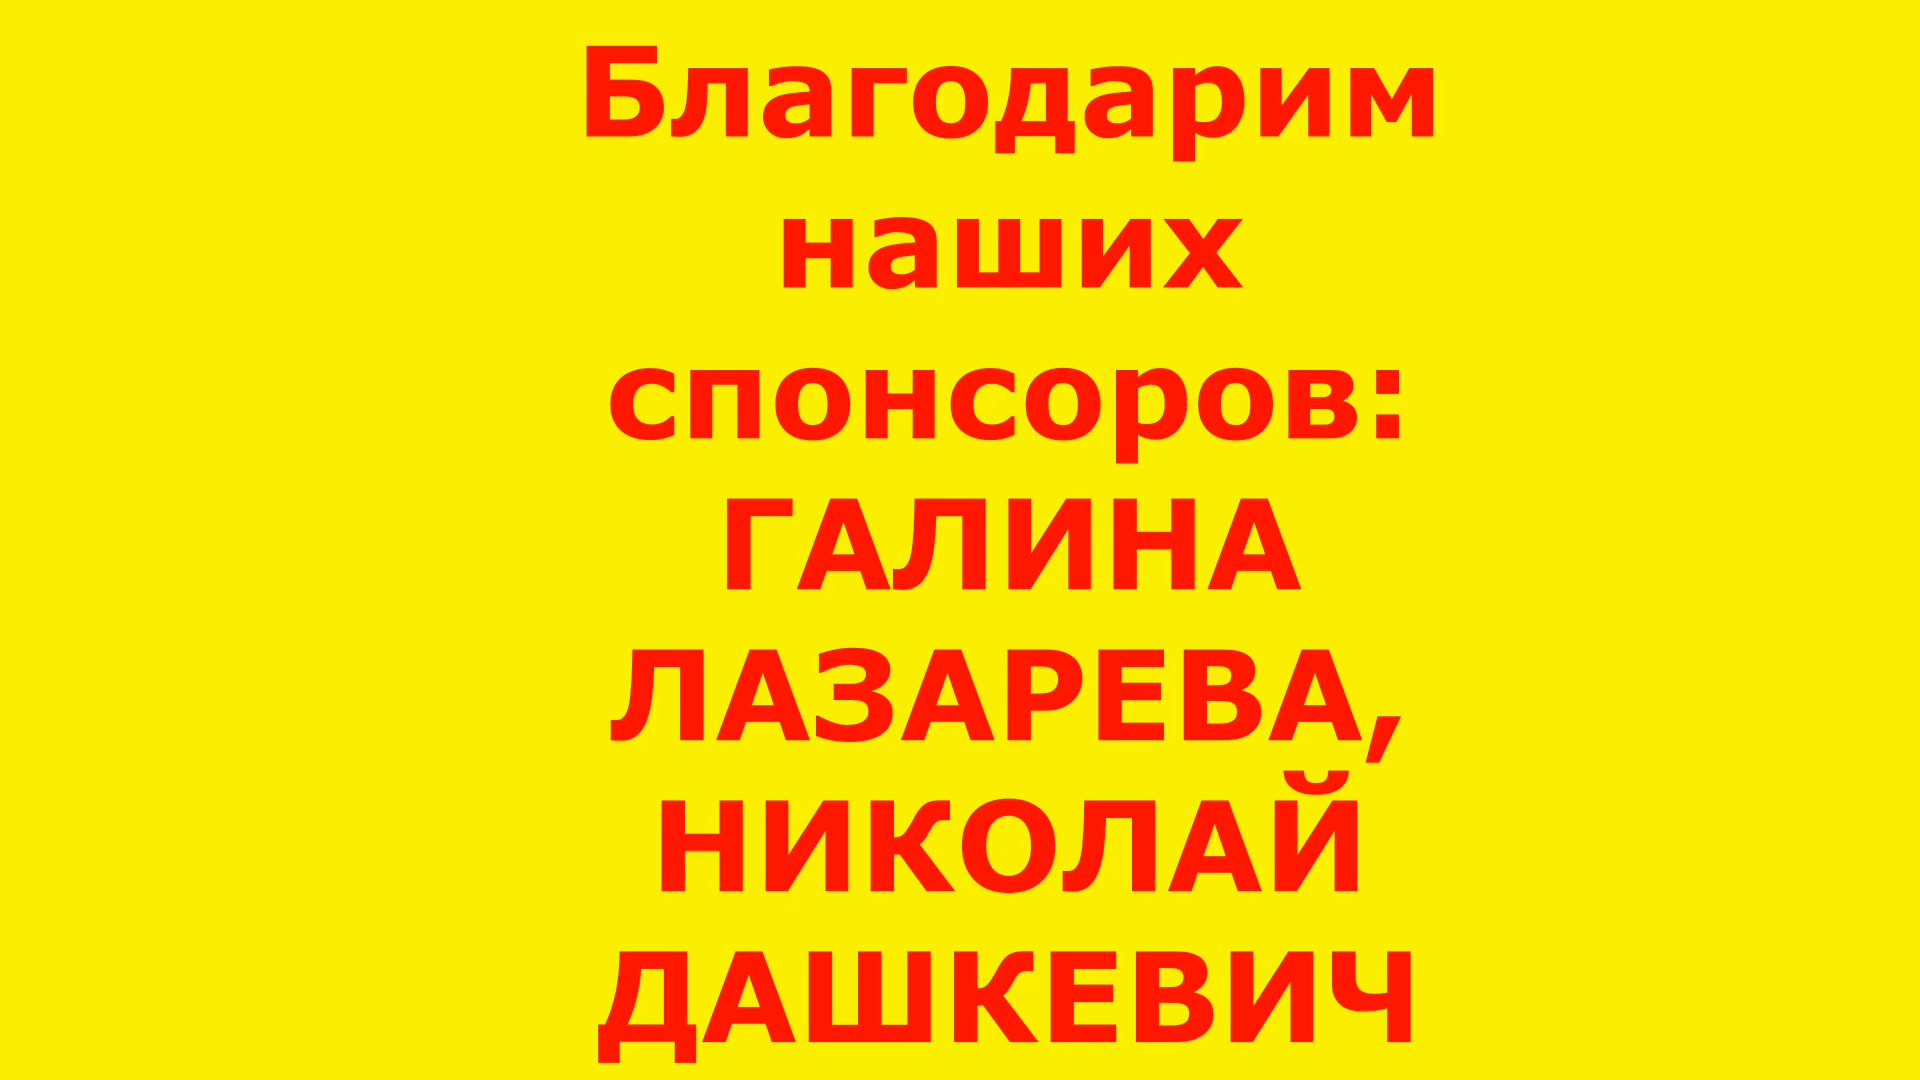 Благодарим
наших
спонсоров:
ГАЛИНА
ЛАЗАРЕВА,
НИКОЛАЙ
ДАШКЕВИЧ